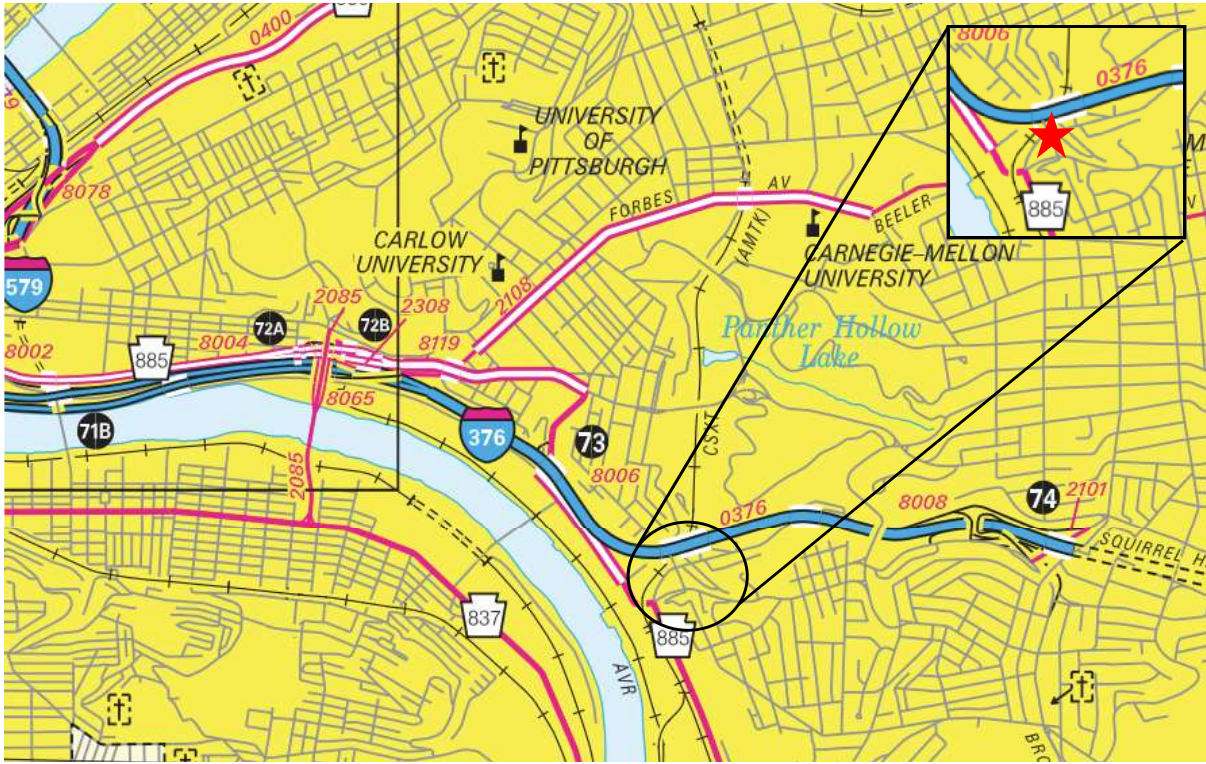 0400
8006
0376
885
UNIVERSITY
OF
PITTSBURGH
8078
FORBES
AV
BEELER
(AMTK)
CARLOW
UNIVERSITY
CARNEGIE–MELLON
UNIVERSITY
579
2085
2308
2108
72A
72B
8002
885
8004
8119
Panther Hollow
Lake
8065
71B
376
73
CSXT
2085
8006
0376
8008
74
2101
SQUIRREL H
837
885
AVR
BRO